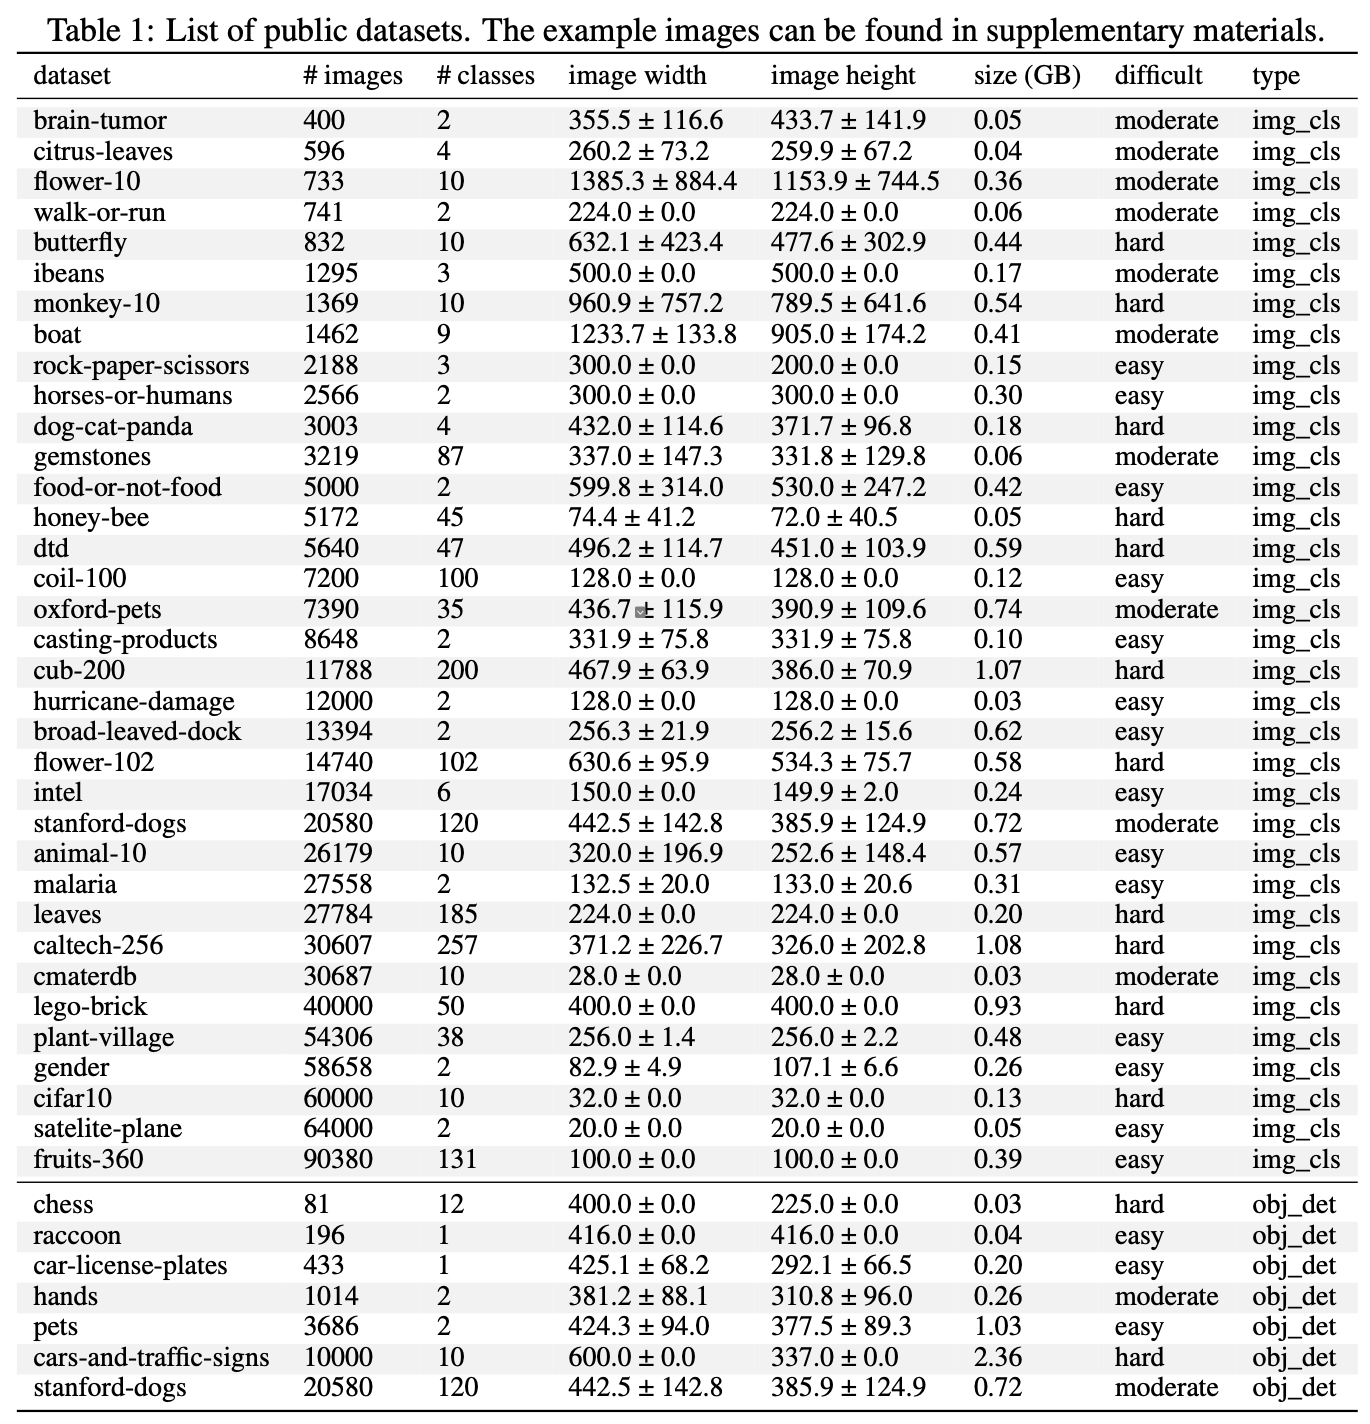 Table 1: List of public datasets. The example images can be found in supplementary materials.
dataset # images # classes image width image height size (GB) difficult type
brain-tumor 400 2 355.5 ± 116.6 433.7 ± 141.9 0.05 moderate img_cls
citrus-leaves 596 4 260.2 ± 73.2 259.9 ± 67.2 0.04 moderate img_cls
flower-10 733 10 1385.3 ± 884.4 1153.9 ± 744.5 0.36 moderate img_cls
walk-or-run 741 2 224.0 ± 0.0 224.0 ± 0.0 0.06 moderate img_cls
butterfly 832 10 632.1 ± 423.4 477.6 ± 302.9 0.44 hard img_cls
ibeans 1295 3 500.0 ± 0.0 500.0 ± 0.0 0.17 moderate img_cls
monkey-10 1369 10 960.9 ± 757.2 789.5 ± 641.6 0.54 hard img_cls
boat 1462 9 1233.7 ± 133.8 905.0 ± 174.2 0.41 moderate img_cls
rock-paper-scissors 2188 3 300.0 ± 0.0 200.0 ± 0.0 0.15 easy img_cls
horses-or-humans 2566 2 300.0 ± 0.0 300.0 ± 0.0 0.30 easy img_cls
dog-cat-panda 3003 4 432.0 ± 114.6 371.7 ± 96.8 0.18 hard img_cls
gemstones 3219 87 337.0 ± 147.3 331.8 ± 129.8 0.06 moderate img_cls
food-or-not-food 5000 2 599.8 ± 314.0 530.0 ± 247.2 0.42 easy img_cls
honey-bee 5172 45 74.4 ± 41.2 72.0 ± 40.5 0.05 hard img_cls
dtd 5640 47 496.2 ± 114.7 451.0 ± 103.9 0.59 hard img_cls
coil-100 7200 100 128.0 ± 0.0 128.0 ± 0.0 0.12 easy img_cls
oxford-pets 7390 35 436.7 ± 115.9 390.9 ± 109.6 0.74 moderate img_cls
casting-products 8648 2 331.9 ± 75.8 331.9 ± 75.8 0.10 easy img_cls
cub-200 11788 200 467.9 ± 63.9 386.0 ± 70.9 1.07 hard img_cls
hurricane-damage 12000 2 128.0 ± 0.0 128.0 ± 0.0 0.03 easy img_cls
broad-leaved-dock 13394 2 256.3 ± 21.9 256.2 ± 15.6 0.62 easy img_cls
flower-102 14740 102 630.6 ± 95.9 534.3 ± 75.7 0.58 hard img_cls
intel 17034 6 150.0 ± 0.0 149.9 ± 2.0 0.24 easy img_cls
stanford-dogs 20580 120 442.5 ± 142.8 385.9 ± 124.9 0.72 moderate img_cls
animal-10 26179 10 320.0 ± 196.9 252.6 ± 148.4 0.57 easy img_cls
malaria 27558 2 132.5 ± 20.0 133.0 ± 20.6 0.31 easy img_cls
leaves 27784 185 224.0 ± 0.0 224.0 ± 0.0 0.20 hard img_cls
caltech-256 30607 257 371.2 ± 226.7 326.0 ± 202.8 1.08 hard img_cls
cmaterdb 30687 10 28.0 ± 0.0 28.0 ± 0.0 0.03 moderate img_cls
lego-brick 40000 50 400.0 ± 0.0 400.0 ± 0.0 0.93 hard img_cls
plant-village 54306 38 256.0 ± 1.4 256.0 ± 2.2 0.48 easy img_cls
gender 58658 2 82.9 ± 4.9 107.1 ± 6.6 0.26 easy img_cls
cifar10 60000 10 32.0 ± 0.0 32.0 ± 0.0 0.13 hard img_cls
satelite-plane 64000 2 20.0 ± 0.0 20.0 ± 0.0 0.05 easy img_cls
fruits-360 90380 131 100.0 ± 0.0 100.0 ± 0.0 0.39 easy img_cls
chess 81 12 400.0 ± 0.0 225.0 ± 0.0 0.03 hard obj_det
raccoon 196 1 416.0 ± 0.0 416.0 ± 0.0 0.04 easy obj_det
car-license-plates 433 1 425.1 ± 68.2 292.1 ± 66.5 0.20 easy obj_det
hands 1014 2 381.2 ± 88.1 310.8 ± 96.0 0.26 moderate obj_det
pets 3686 2 424.3 ± 94.0 377.5 ± 89.3 1.03 easy obj_det
cars-and-traffic-signs 10000 10 600.0 ± 0.0 337.0 ± 0.0 2.36 hard obj_det
stanford-dogs 20580 120 442.5 ± 142.8 385.9 ± 124.9 0.72 moderate obj_det